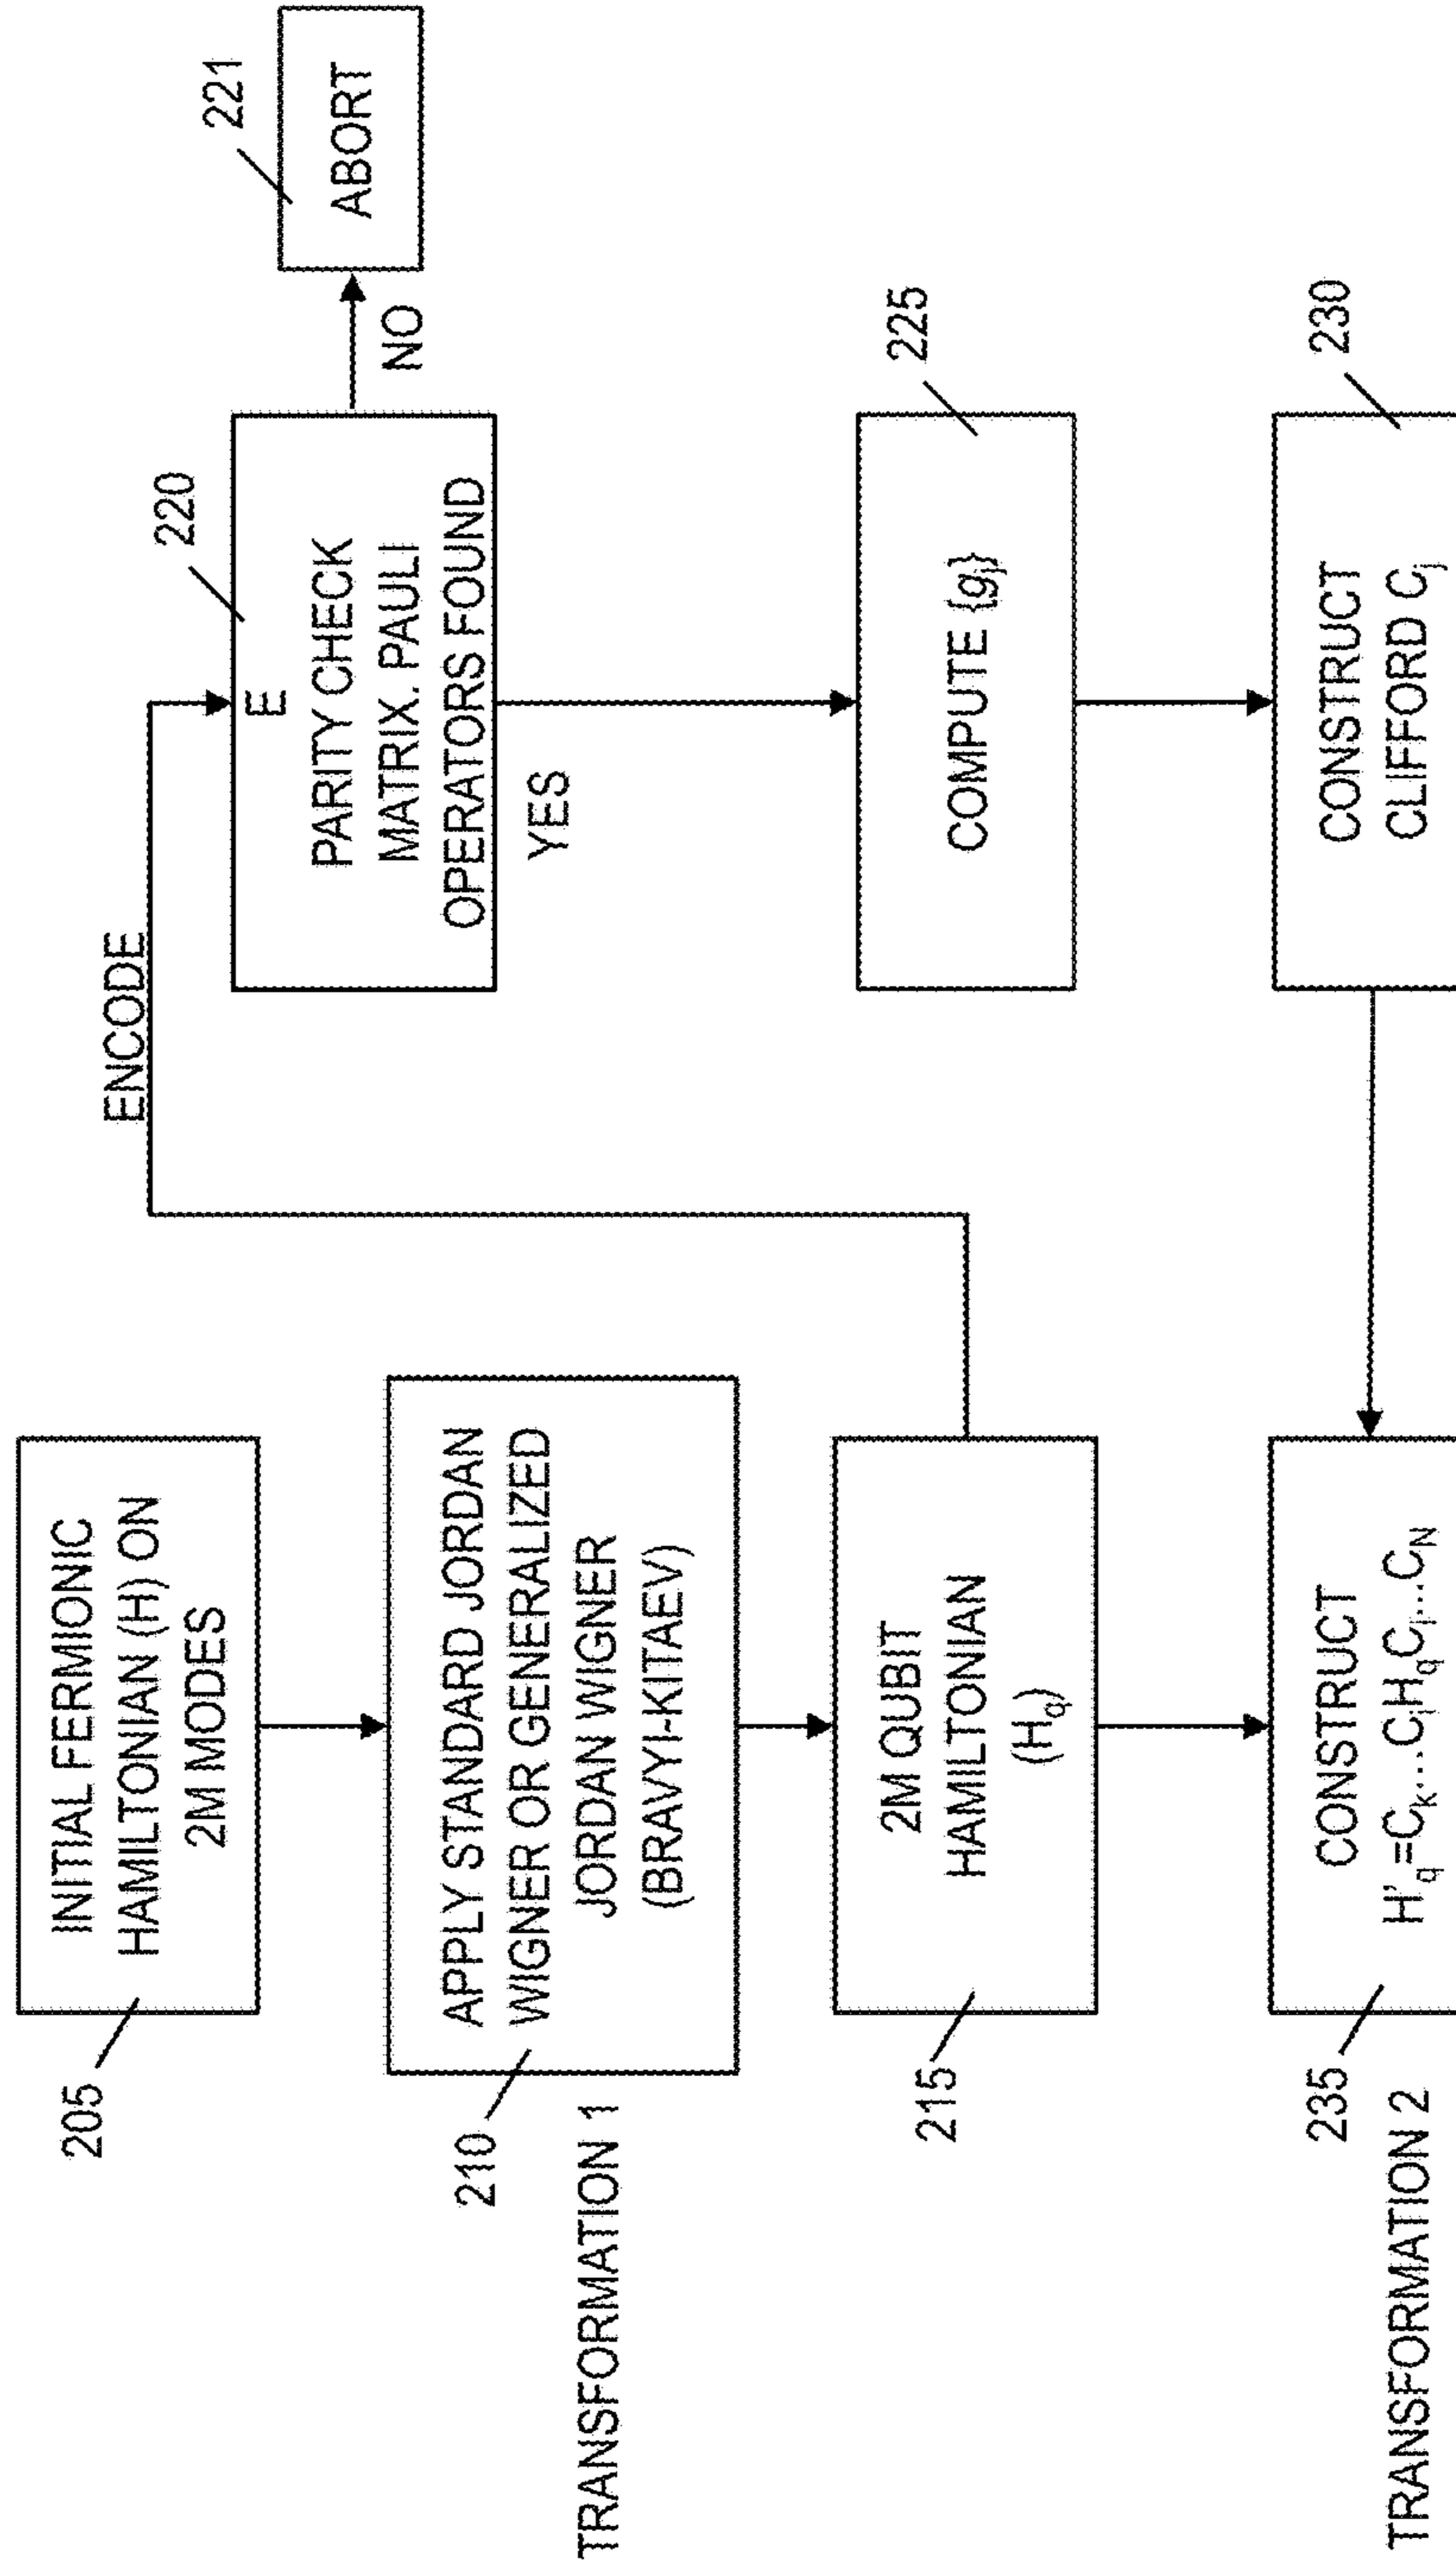 205
INITIAL FERMIONIC
HAMILTONIAN (H) ON
2M MODES
210
APPLY STANDARD JORDAN
WIGNER OR GENERALIZED
JORDAN WIGNER
(BRAVYI-KITAEV)
TRANSFORMATION 1
215
2M QUBIT
HAMILTONIAN
(Hq)
ENCODE
220
E
PARITY CHECK
MATRIX. PAULI
OPERATORS FOUND
NO
221
ABORT
YES
225
COMPUTE {gj}
230
CONSTRUCT
CLIFFORD Cj
235
CONSTRUCT
H'q=Ck...CjHqCj...CN
TRANSFORMATION 2